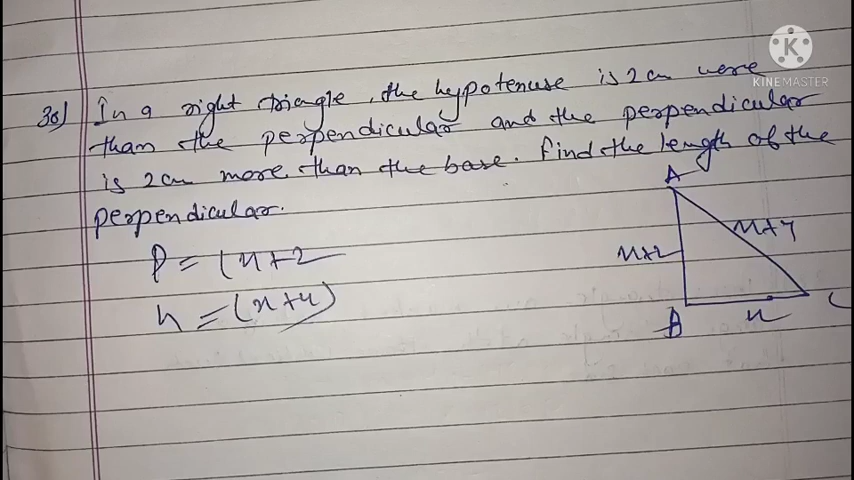 K
KINEMASTER
30) In a right triangle, the hypotenuse is 2 cm more
than the perpendicular and the perpendicular
is 2 cm more than the base. Find the length of the
perpendicular.
P = (x+2
h = (x+4)
A
x+2
x+4
B
x
C